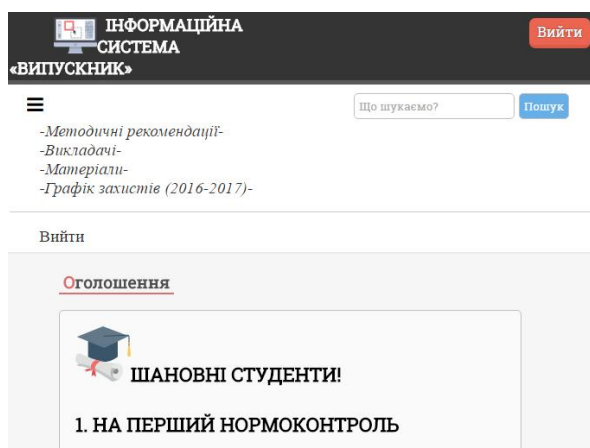 ІНФОРМАЦІЙНА
СИСТЕМА
«ВИПУСКНИК»
Вийти
Що шукаємо?
Пошук
-Методичні рекомендації-
-Викладачі-
-Матеріали-
-Графік захистів (2016-2017)-
Вийти
Оголошення
ШАНОВНІ СТУДЕНТИ!
1. НА ПЕРШИЙ НОРМОКОНТРОЛЬ